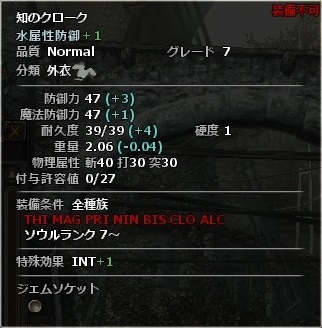 装備不可
知のクローク
水属性防御+1
品質 Normal グレード 7
分類 外衣
防御力 47 (+3)
魔法防御力 47 (+1)
耐久度 39/39 (+4) 硬度 1
重量 2.06 (-0.04)
物理属性 斬40 打30 突30
付与許容値 0/27
装備条件 全種族
THI MAG PRI NIN BIS CLO ALC
ソウルランク 7～
特殊効果 INT+1
ジェムソケット